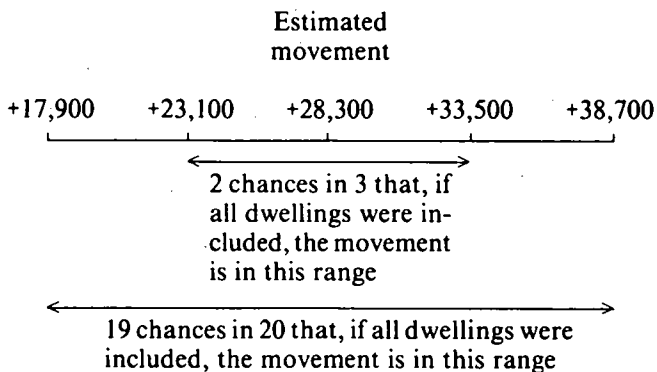 Estimated
movement
+17,900 +23,100 +28,300 +33,500 +38,700
2 chances in 3 that, if
all dwellings were in-
cluded, the movement
is in this range
19 chances in 20 that, if all dwellings were
included, the movement is in this range